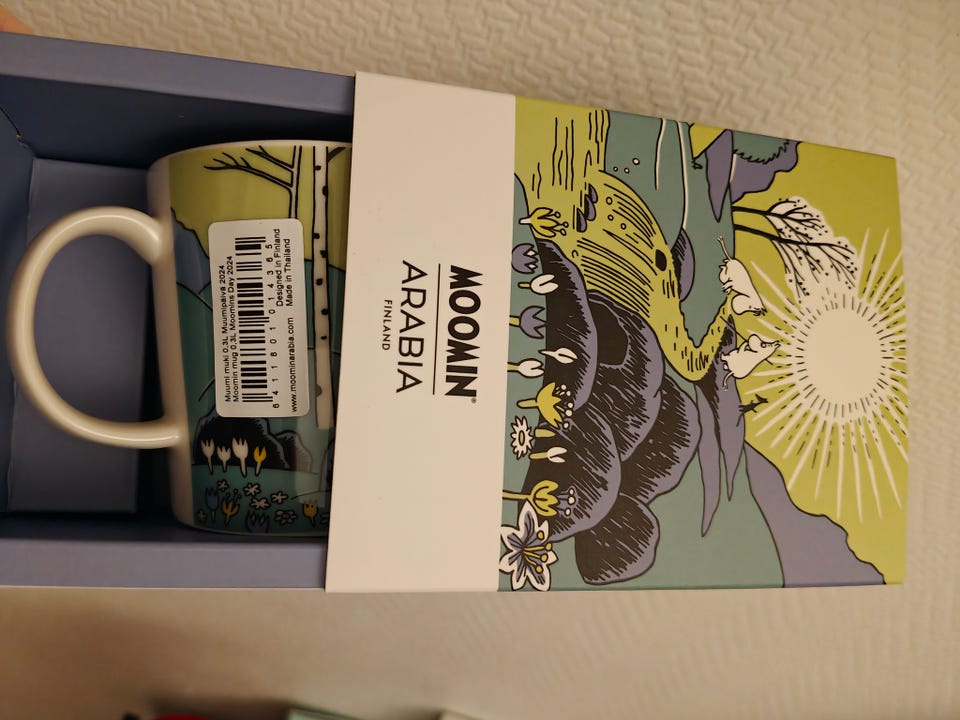 Muumi muki 0,3L Muumipäivä 2024
Moomin mug 0,3L Moomins Day 2024
6 411801 014365
www.moominarabia.com
Designed in Finland
Made in Thailand
MOOMIN®
ARABIA
FINLAND